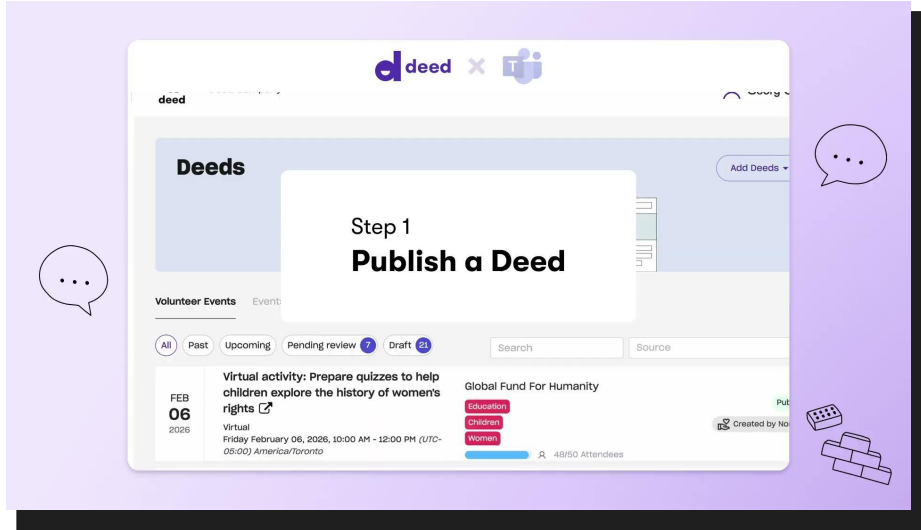 deed
T
deed
Georg
Deeds
Add Deeds
Step 1
Publish a Deed
Volunteer Events
All
Past
Upcoming
Pending review 7
Draft 21
Search
Source
FEB
06
2026
Virtual activity: Prepare quizzes to help
children explore the history of women's
rights
Virtual
Friday February 06, 2026, 10:00 AM - 12:00 PM (UTC-
05:00) America/Toronto
Global Fund For Humanity
Education
Children
Women
48/50 Attendees
Created by